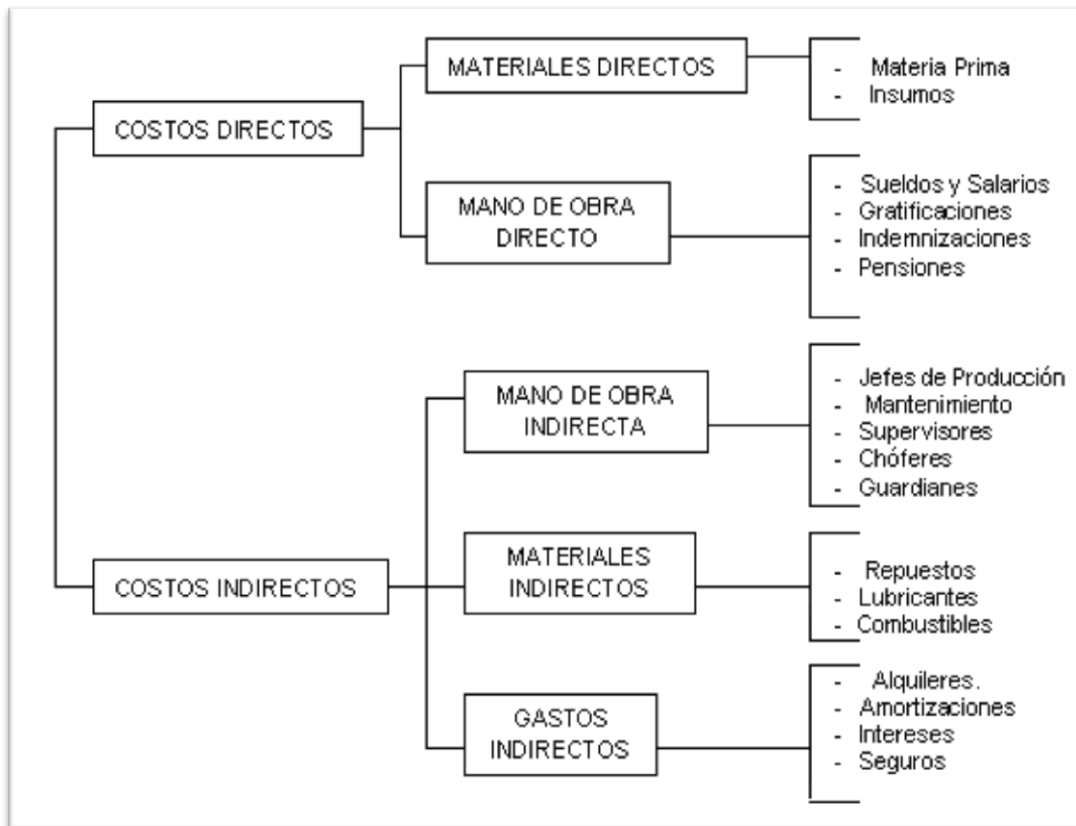 COSTOS DIRECTOS
MATERIALES DIRECTOS
- Materia Prima
- Insumos
MANO DE OBRA
DIRECTO
- Sueldos y Salarios
- Gratificaciones
- Indemnizaciones
- Pensiones
COSTOS INDIRECTOS
MANO DE OBRA
INDIRECTA
- Jefes de Producción
- Mantenimiento
- Supervisores
- Chóferes
- Guardianes
MATERIALES
INDIRECTOS
- Repuestos
- Lubricantes
- Combustibles
GASTOS
INDIRECTOS
- Alquileres.
- Amortizaciones
- Intereses
- Seguros